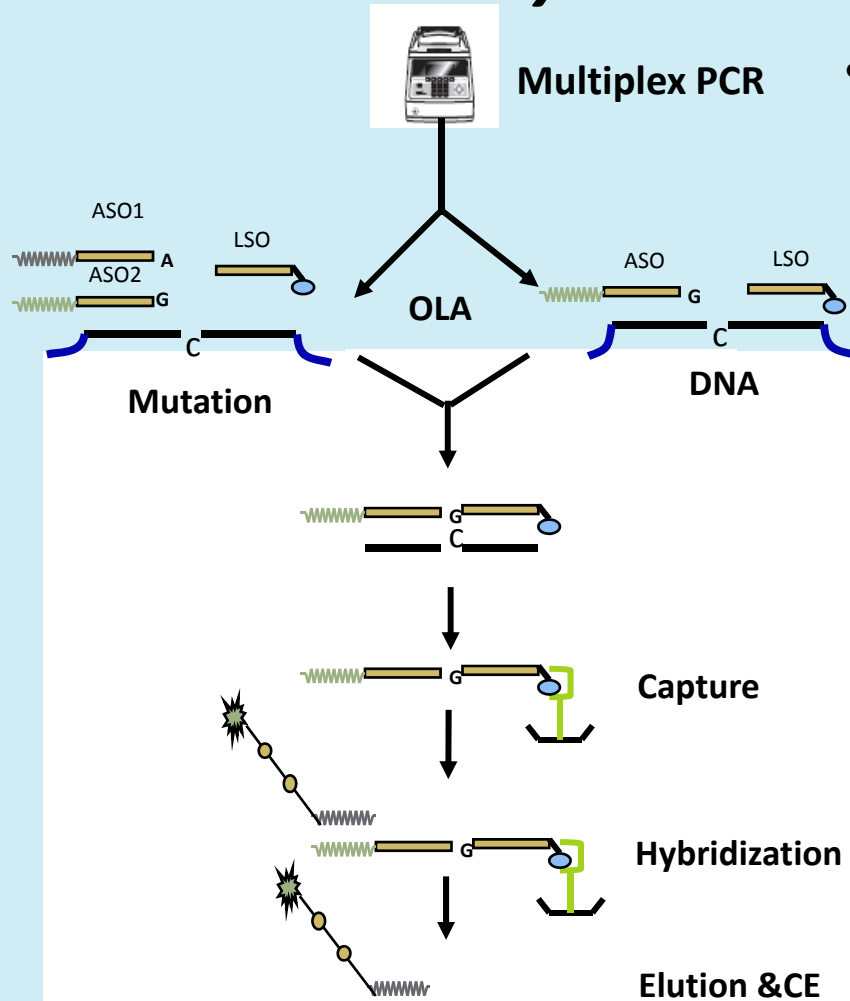 Multiplex PCR
ASO1
A
LSO
ASO2
G
C
ASO
LSO
G
C
OLA
Mutation
DNA
G
C
G
Capture
G
Hybridization
Elution &CE